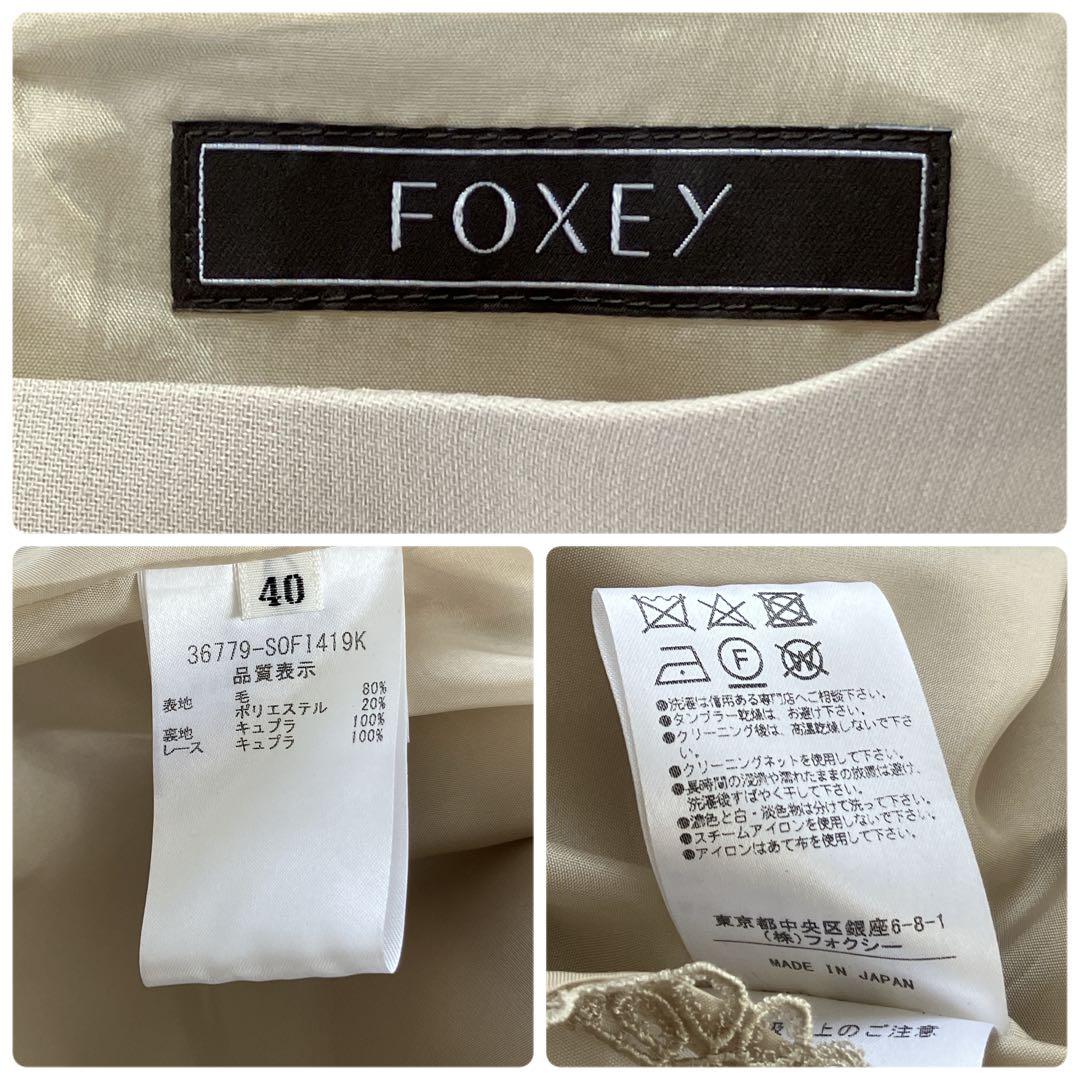 FOXEY
40
36779-SOFI419K
品質表示
表地 毛 80%
ポリエステル 20%
裏地 キュプラ 100%
レース キュプラ 100%
F
W
●洗濯は信用ある専門店へご相談下さい。
●タンブラー乾燥は、お避け下さい。
●クリーニング後は、高温乾燥しないで下さ
い。
●クリーニングネットを使用して下さい。
●長時間の浸漬や濡れたままの放置は避け、
洗濯後すばやく干して下さい。
●濃色と白・淡色物は分けて洗って下さい。
●スチームアイロンを使用しないで下さい。
●アイロンはあて布を使用して下さい。
東京都中央区銀座6-8-1
(株)フォクシー
MADE IN JAPAN
上のご注意